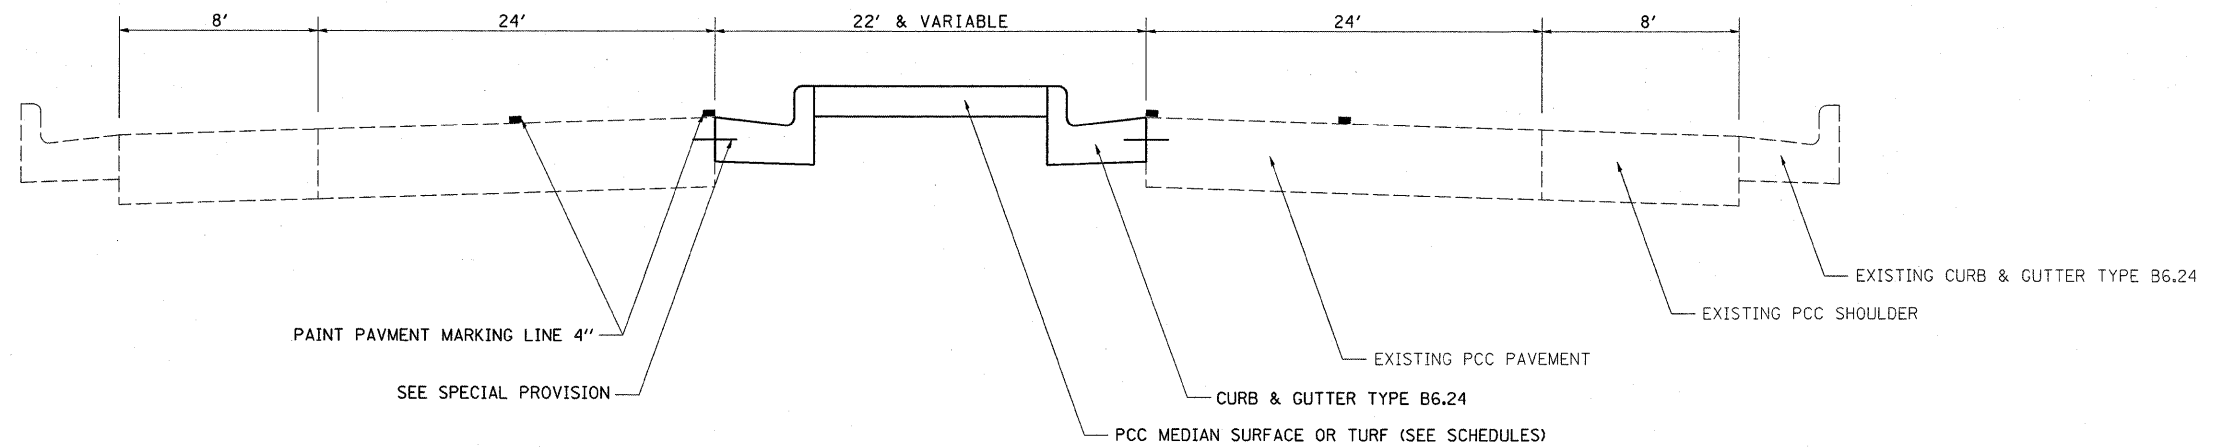 8'
24'
22' & VARIABLE
24'
8'
EXISTING CURB & GUTTER TYPE B6.24
EXISTING PCC SHOULDER
PAINT PAVMENT MARKING LINE 4"
EXISTING PCC PAVEMENT
SEE SPECIAL PROVISION
CURB & GUTTER TYPE B6.24
PCC MEDIAN SURFACE OR TURF (SEE SCHEDULES)